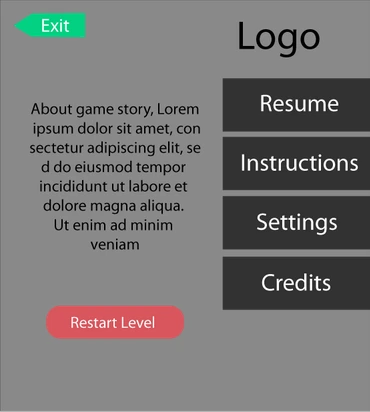 Exit
Logo
About game story, Lorem
ipsum dolor sit amet, con
sectetur adipiscing elit, se
d do eiusmod tempor
incididunt ut labore et
dolore magna aliqua.
Ut enim ad minim
veniam
Restart Level
Resume
Instructions
Settings
Credits